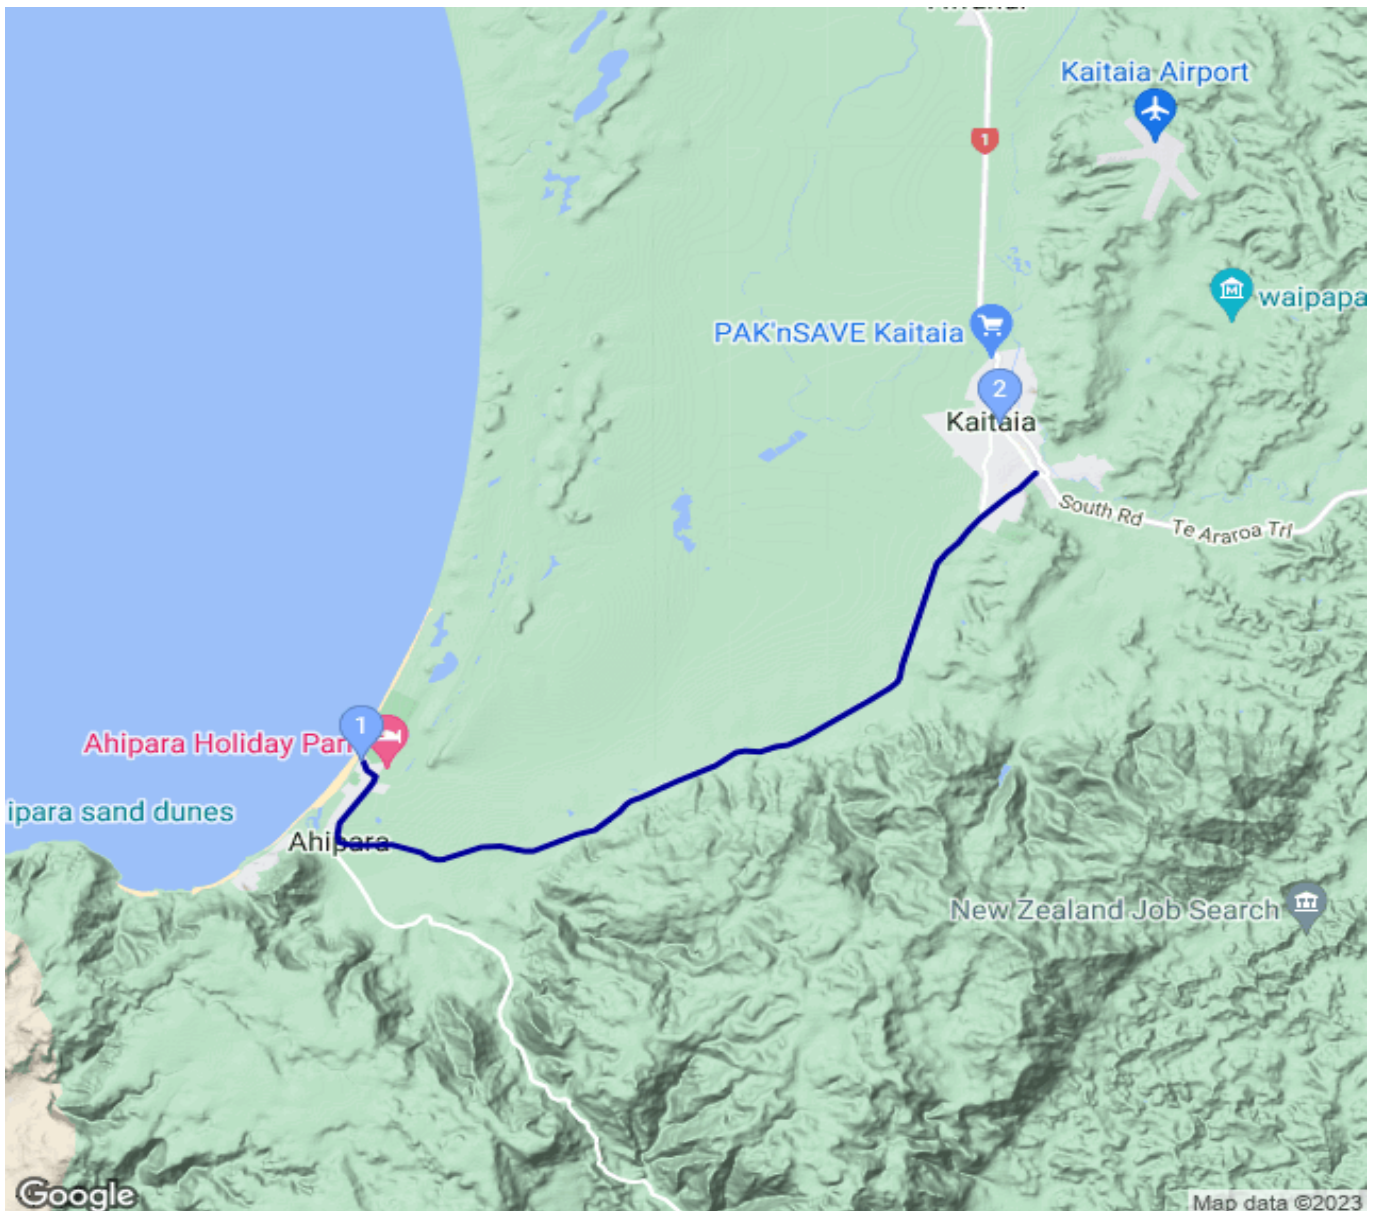 Kaitaia Airport
1
waipapa
PAK'nSAVE Kaitaia
2
Kaitaia
South Rd
Te Araroa Trl
1
Ahipara Holiday Par
ipara sand dunes
Ahipara
New Zealand Job Search
Google
Map data ©2023